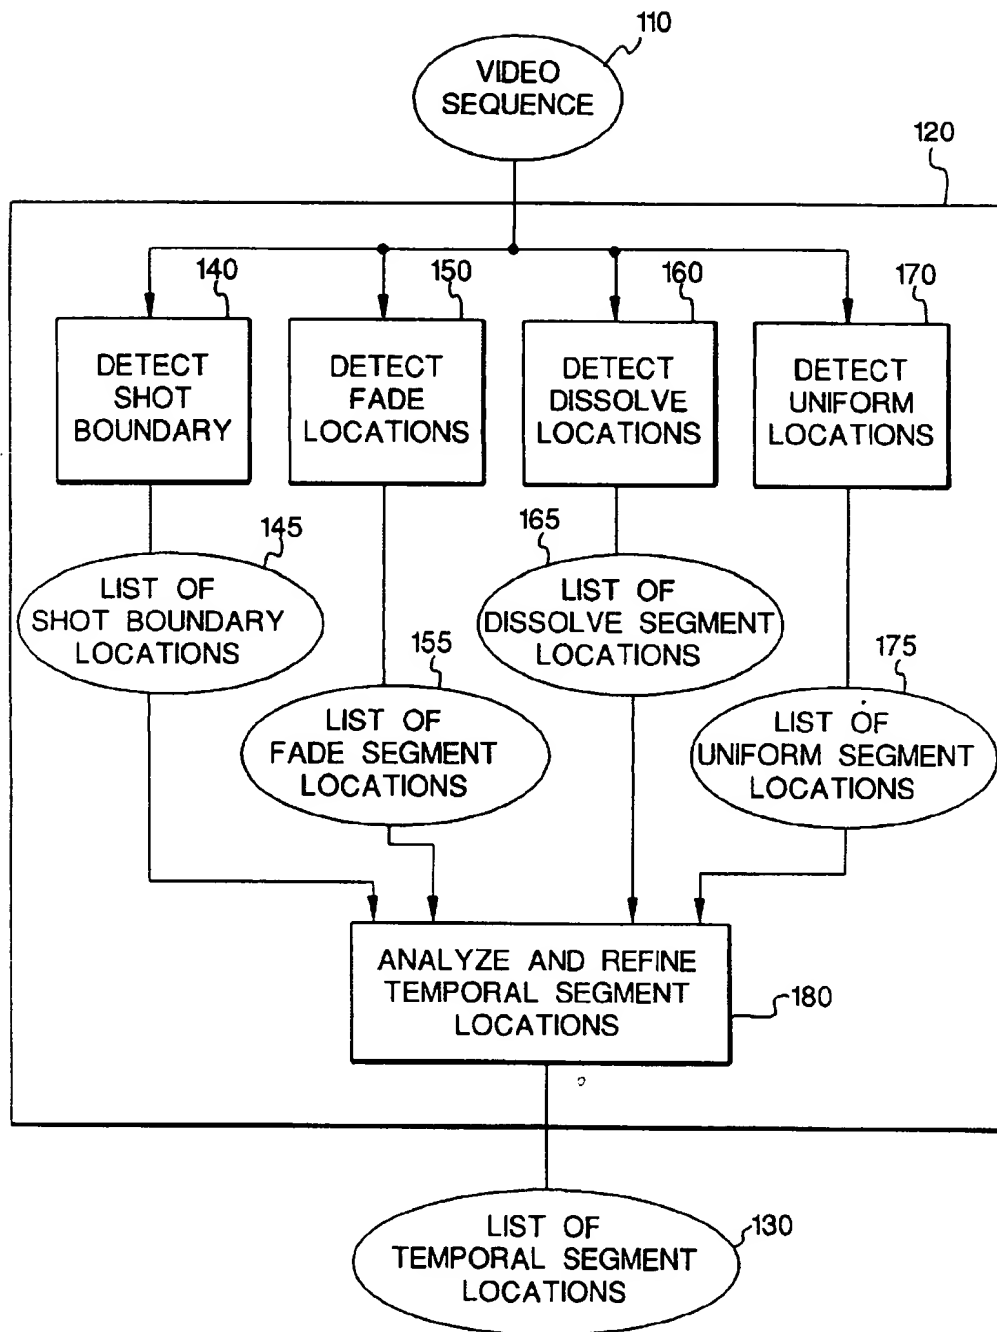 110
VIDEO
SEQUENCE
120
140
150
160
170
DETECT
SHOT
BOUNDARY
DETECT
FADE
LOCATIONS
DETECT
DISSOLVE
LOCATIONS
DETECT
UNIFORM
LOCATIONS
145
LIST OF
SHOT BOUNDARY
LOCATIONS
165
LIST OF
DISSOLVE SEGMENT
LOCATIONS
155
LIST OF
FADE SEGMENT
LOCATIONS
175
LIST OF
UNIFORM SEGMENT
LOCATIONS
ANALYZE AND REFINE
TEMPORAL SEGMENT
LOCATIONS
180
LIST OF
TEMPORAL SEGMENT
LOCATIONS
130